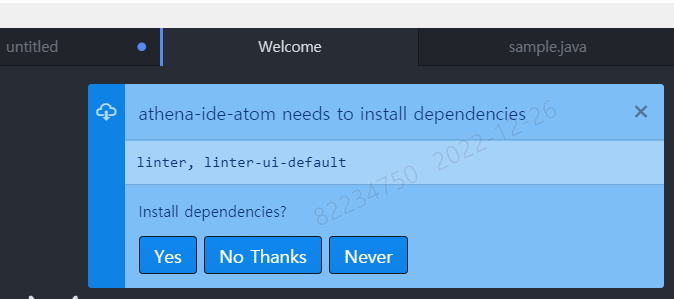 untitled
Welcome
sample.java
athena-ide-atom needs to install dependencies
linter, linter-ui-default
82234750 2022-12-26
Install dependencies?
Yes
No Thanks
Never